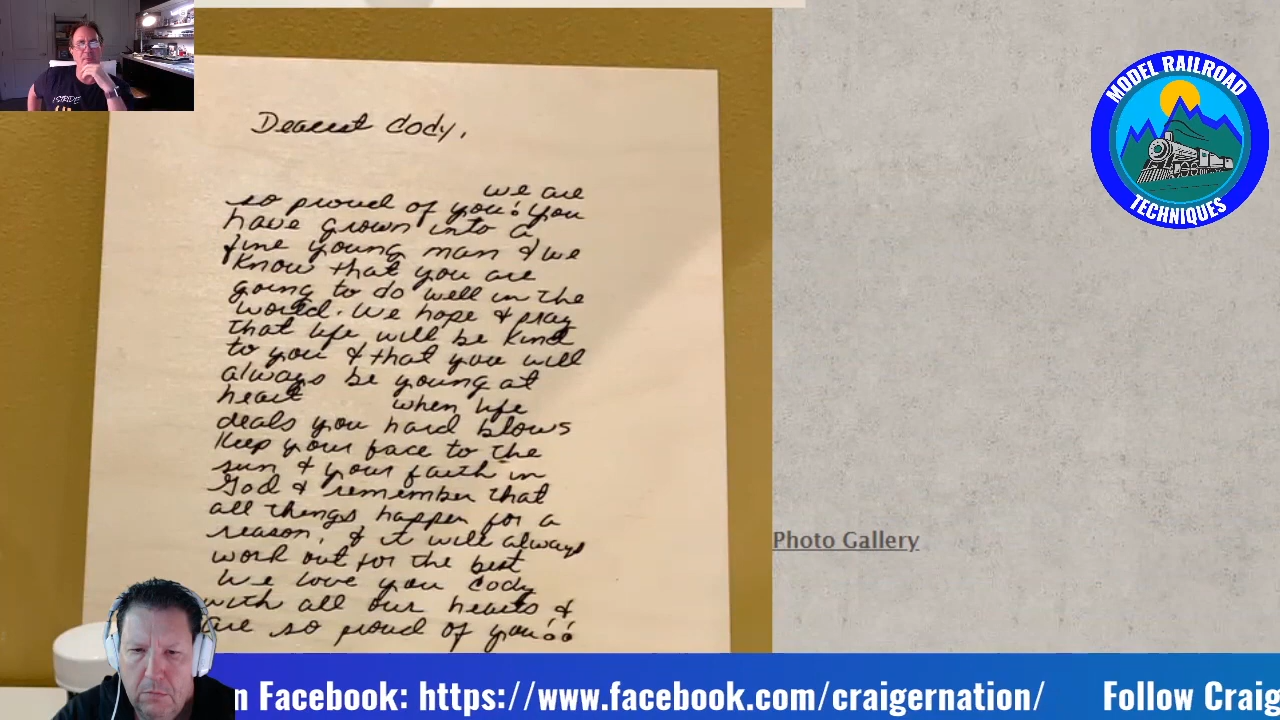 Dearest Cody,
we are
so proud of you! You
have grown into a
fine young man & we
know that you are
going to do well in the
world. We hope & pray
that life will be kind
to you & that you will
always be young at
heart when life
deals you hard blows
Keep your face to the
sun & your faith in
God & remember that
all things happen for a
reason, & it will always
work out for the best
We love you Cody
with all our hearts &
are so proud of you!!
MODEL RAILROAD
TECHNIQUES
Photo Gallery
n Facebook: https://www.facebook.com/craigernation/ Follow Craig